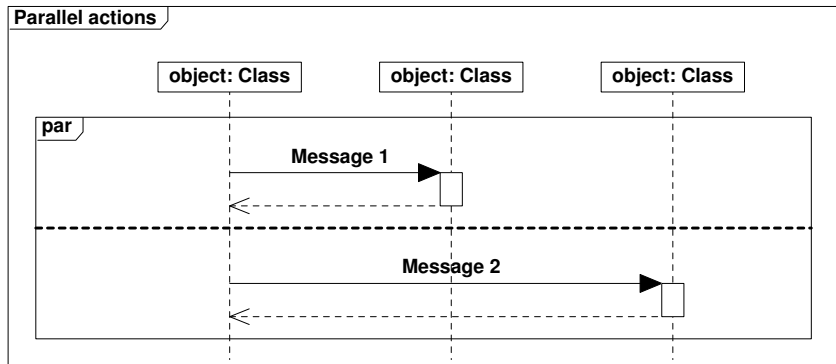 Parallel actions
object: Class
object: Class
object: Class
par
Message 1
Message 2